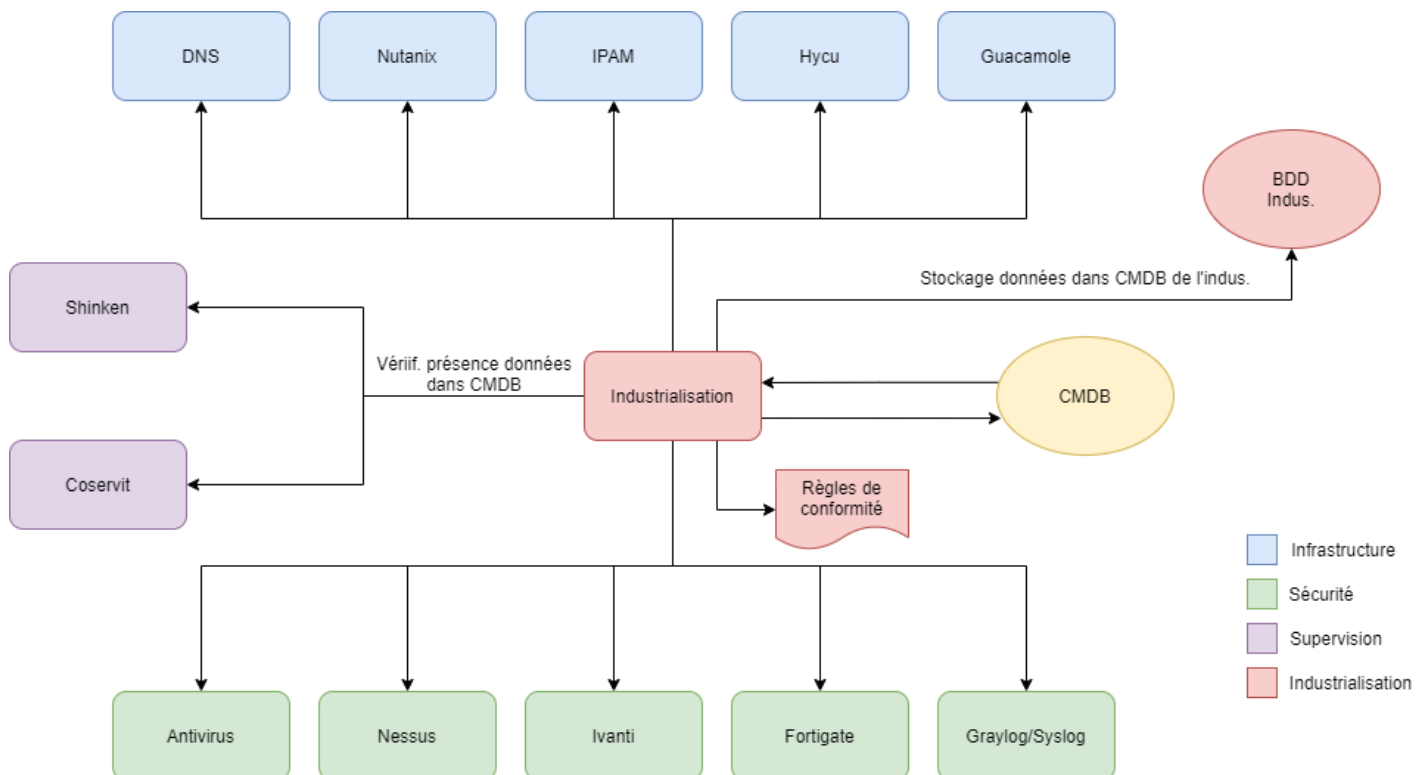 DNS
Nutanix
IPAM
Hycu
Guacamole
BDD
Indus.
Stockage données dans CMDB de l'indus.
Shinken
Vériif. présence données
dans CMDB
Industrialisation
CMDB
Coservit
Règles de
conformité
Infrastructure
Sécurité
Supervision
Industrialisation
Antivirus
Nessus
Ivanti
Fortigate
Graylog/Syslog